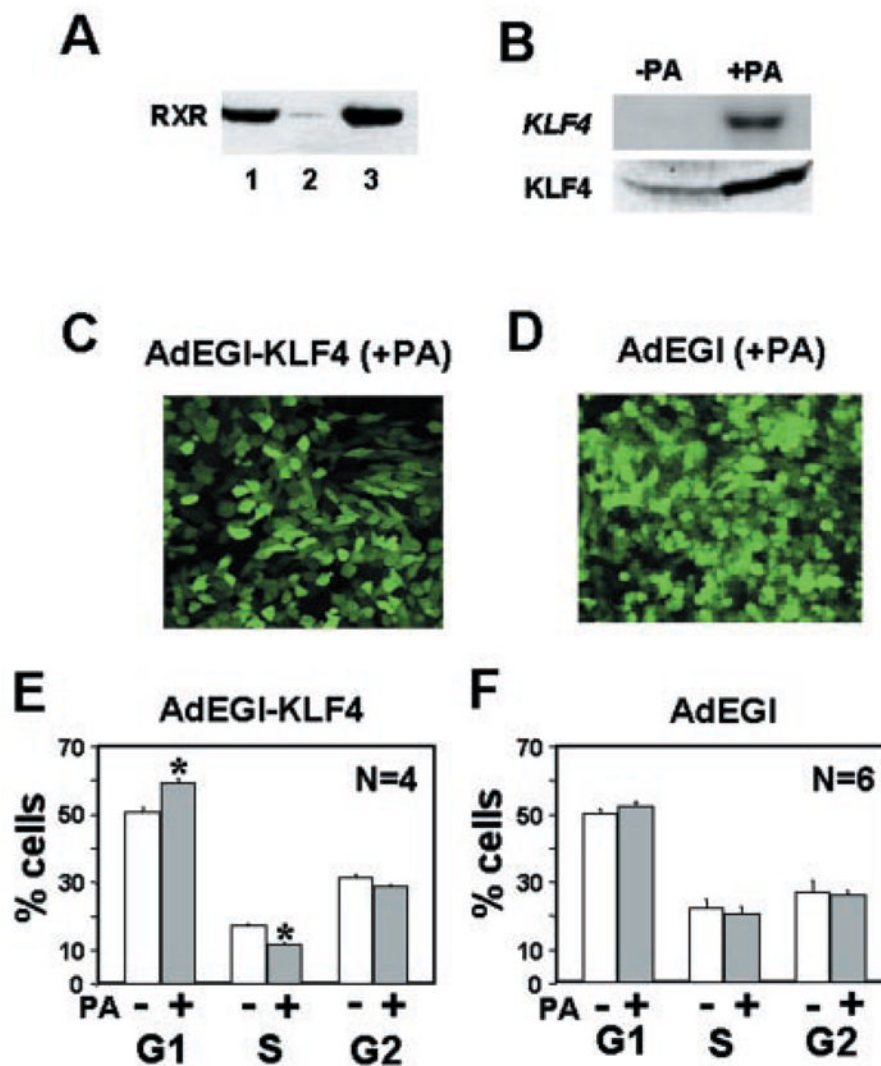 A
RXR
1 2 3
B
-PA +PA
KLF4
KLF4
C
AdEGI-KLF4 (+PA)
D
AdEGI (+PA)
E
AdEGI-KLF4
70
50
30
10
0
% cells
N=4
*
*
PA - + - + - +
G1 S G2
F
AdEGI
70
50
30
10
0
% cells
N=6
PA - + - + - +
G1 S G2